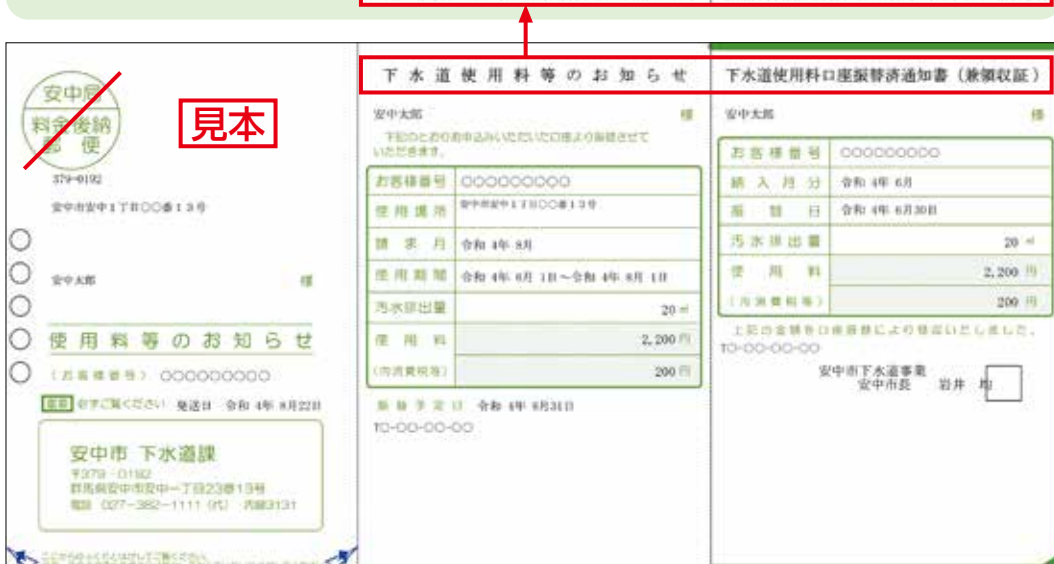 安中局
料金後納
郵便
見本
379-0192
安中市安中1丁目〇〇番13号
安中太郎 様
使用料等のお知らせ
(お客様番号) 〇〇〇〇〇〇〇〇〇
重要 必ずご覧ください 発送日 令和 4年 8月22日
安中市 下水道課
〒379-0192
群馬県安中市安中一丁目23番13号
電話 027-382-1111 (代) 内線3131
下水道使用料等のお知らせ
安中太郎 様
下記のとおりお申込みいただいた口座より振替させて
いただきます。
お客様番号 〇〇〇〇〇〇〇〇〇
使用場所 安中市安中1丁目〇〇番13号
請求月 令和 4年 8月
使用期間 令和 4年 6月 1日~令和 4年 8月 1日
汚水排出量 20 ㎥
使用料 2,200 円
(内消費税等) 200 円
振替予定日 令和 4年 8月31日
TO-〇〇-〇〇-〇〇
下水道使用料口座振替済通知書(兼領収証)
安中太郎 様
お客様番号 〇〇〇〇〇〇〇〇〇
納入月分 令和 4年 6月
振替日 令和 4年 6月30日
汚水排出量 20 ㎥
使用料 2,200 円
(内消費税等) 200 円
上記の金額を口座振替により領収いたしました。
TO-〇〇-〇〇-〇〇
安中市下水道事業
安中市長 岩井 均